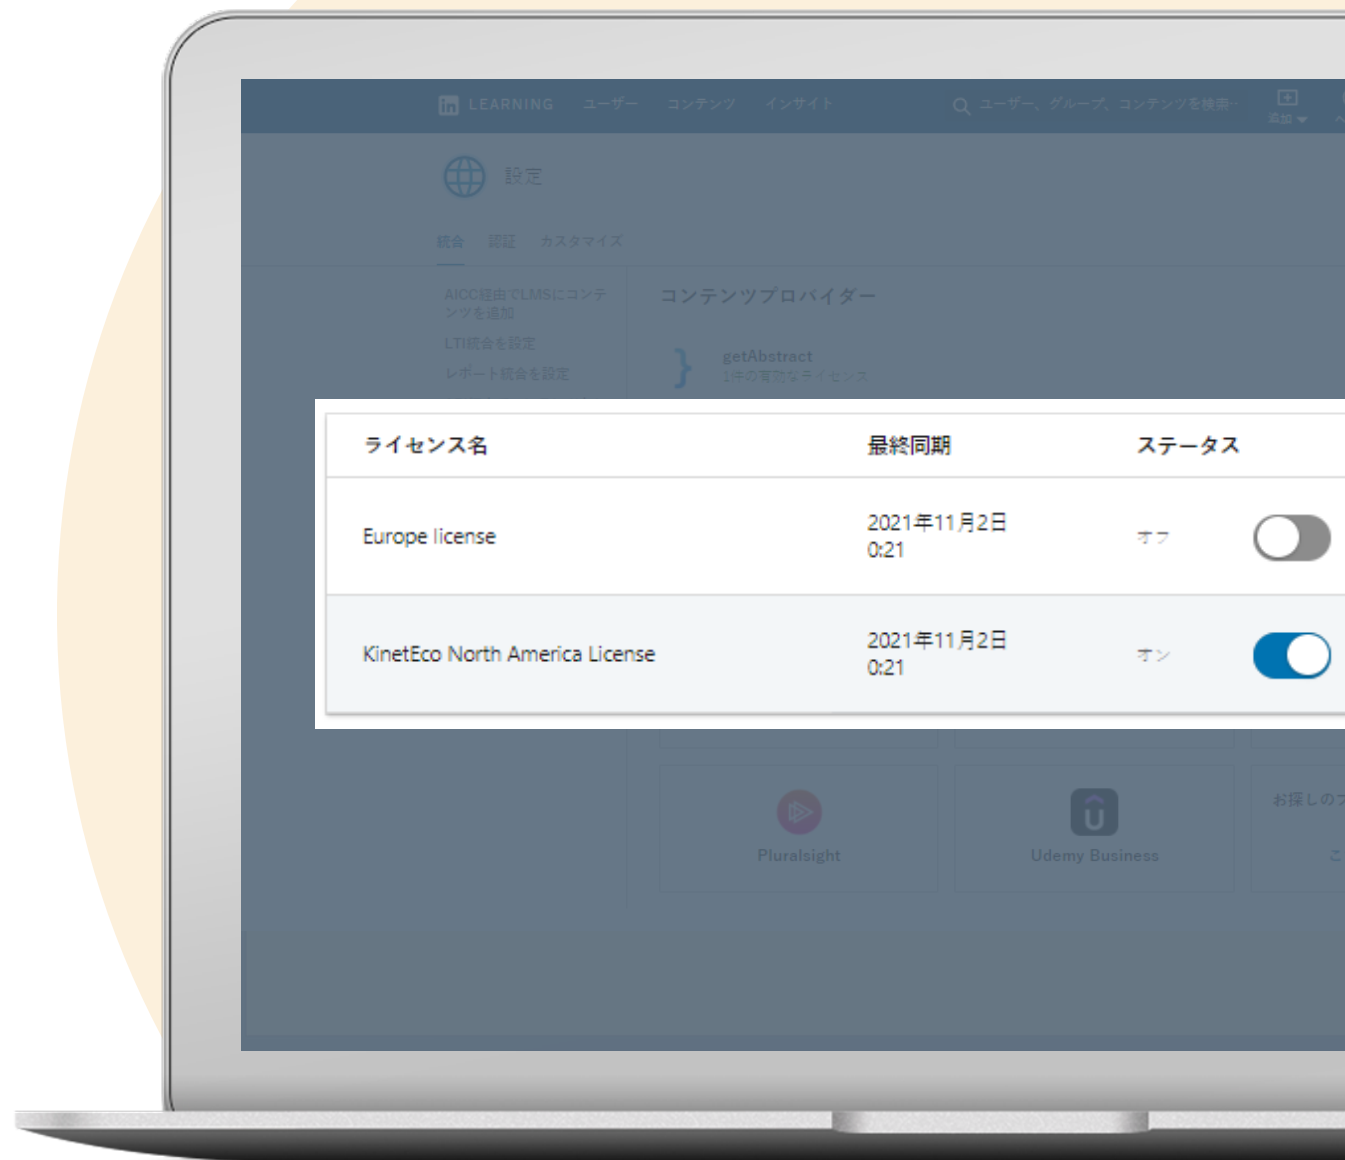 in LEARNING ユーザー コンテンツ インサイト ユーザー、グループ、コンテンツを検索… 追加
設定
統合 認証 カスタマイズ
AICC経由でLMSにコンテ
ンツを追加
LTI統合を設定
レポート統合を設定
コンテンツプロバイダー
getAbstract
1件の有効なライセンス
ライセンス名 最終同期 ステータス
Europe license 2021年11月2日 オフ
0:21
KinetEco North America License 2021年11月2日 オン
0:21
Pluralsight
Udemy Business
お探しのプ
こ